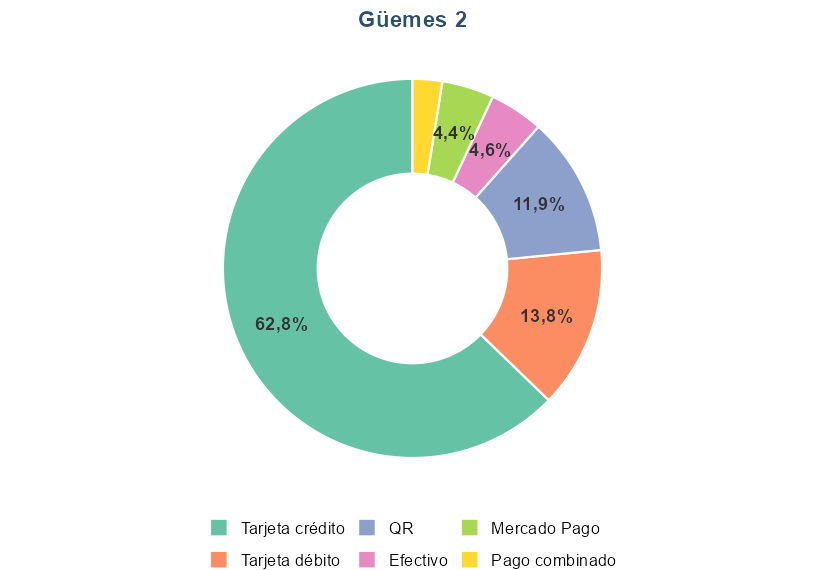 Güemes 2
4,4%
4,6%
11,9%
13,8%
62,8%
Tarjeta crédito QR Mercado Pago
Tarjeta débito Efectivo Pago combinado